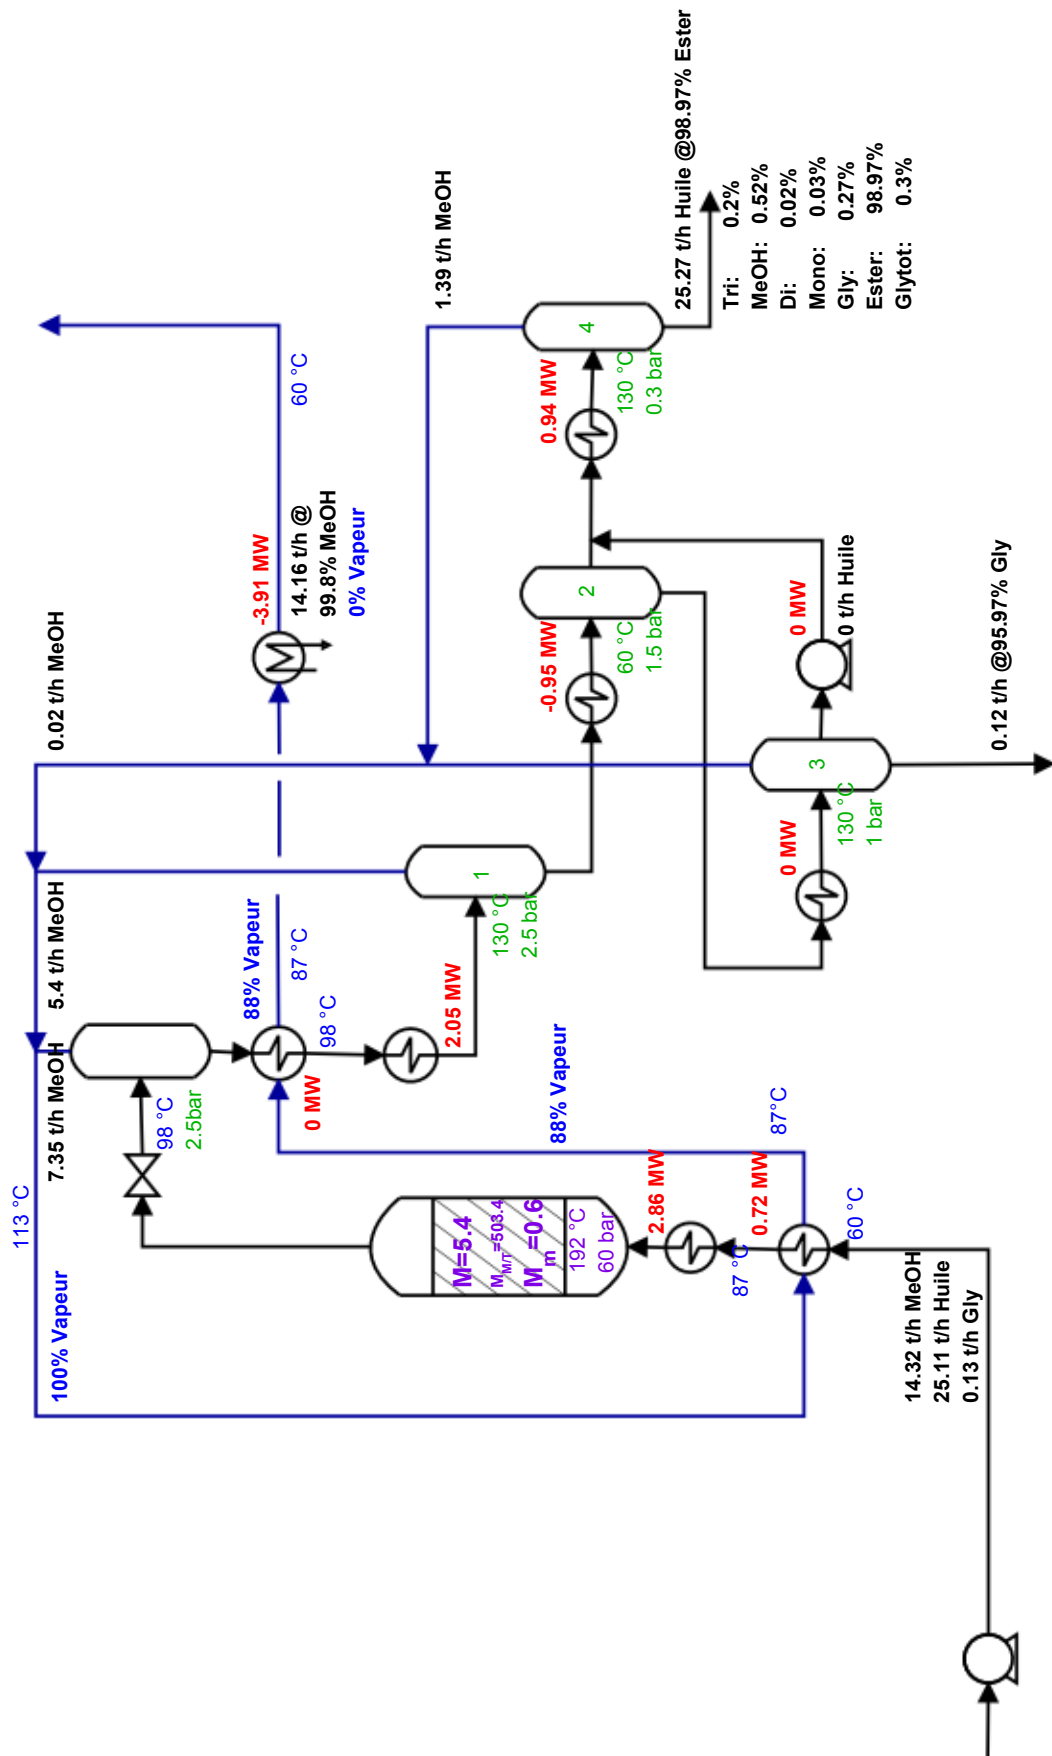 113 °C
100% Vapeur
7.35 t/h MeOH
5.4 t/h MeOH
0.02 t/h MeOH
98 °C
2.5bar
88% Vapeur
87 °C
0 MW
98 °C
2.05 MW
-3.91 MW
14.16 t/h @
99.8% MeOH
0% Vapeur
60 °C
1.39 t/h MeOH
M=5.4
M_M/T=503.4
M_m=0.6
192 °C
60 bar
88% Vapeur
2.86 MW
87 °C
0.72 MW
87°C
60 °C
14.32 t/h MeOH
25.11 t/h Huile
0.13 t/h Gly
1
130 °C
2.5 bar
-0.95 MW
2
60 °C
1.5 bar
0.94 MW
4
130 °C
0.3 bar
25.27 t/h Huile @98.97% Ester
Tri: 0.2%
MeOH: 0.52%
Di: 0.02%
Mono: 0.03%
Gly: 0.27%
Ester: 98.97%
Glytot: 0.3%
0 MW
3
130 °C
1 bar
0 MW
0 t/h Huile
0.12 t/h @95.97% Gly